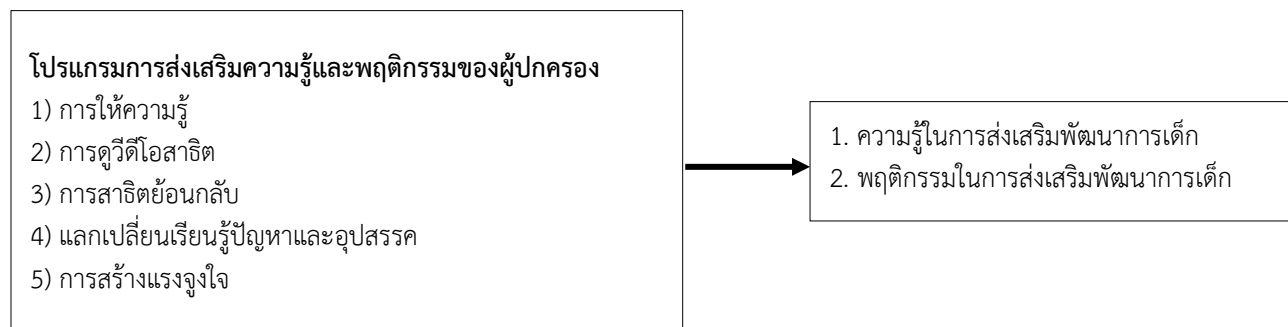 โปรแกรมการส่งเสริมความรู้และพฤติกรรมของผู้ปกครอง
1) การให้ความรู้
2) การดูวีดีโอสาธิต
3) การสาธิตย้อนกลับ
4) แลกเปลี่ยนเรียนรู้ปัญหาและอุปสรรค
5) การสร้างแรงจูงใจ
1. ความรู้ในการส่งเสริมพัฒนาการเด็ก
2. พฤติกรรมในการส่งเสริมพัฒนาการเด็ก